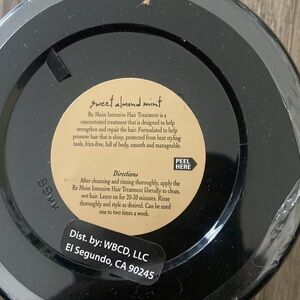 sweet almond mint
Re Moist Intensive Hair Treatment is a
concentrated treatment that is designed to help
strengthen and repair the hair. Formulated to help
promote hair that is shiny, protected from heat styling
tools, frizz-free, full of body, smooth and manageable.
PEEL
HERE
Directions
After cleansing and rinsing thoroughly, apply the
Re Moist Intensive Hair Treatment liberally to clean,
wet hair. Leave on for 20-30 minutes. Rinse
thoroughly and style as desired. Can be used
one to two times a week.
Dist. by: WBCD, LLC
El Segundo, CA 90245